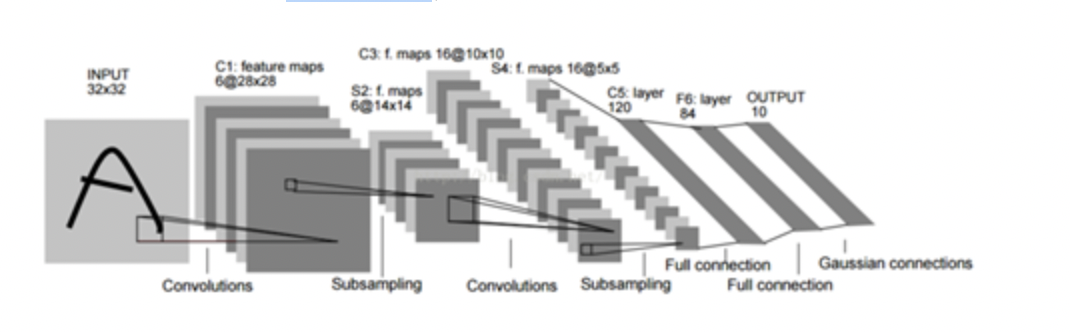 INPUT
32x32
C1: feature maps
6@28x28
S2: f. maps
6@14x14
C3: f. maps 16@10x10
S4: f. maps 16@5x5
C5: layer
120
F6: layer
84
OUTPUT
10
Convolutions
Subsampling
Convolutions
Subsampling
Full connection
Full connection
Gaussian connections